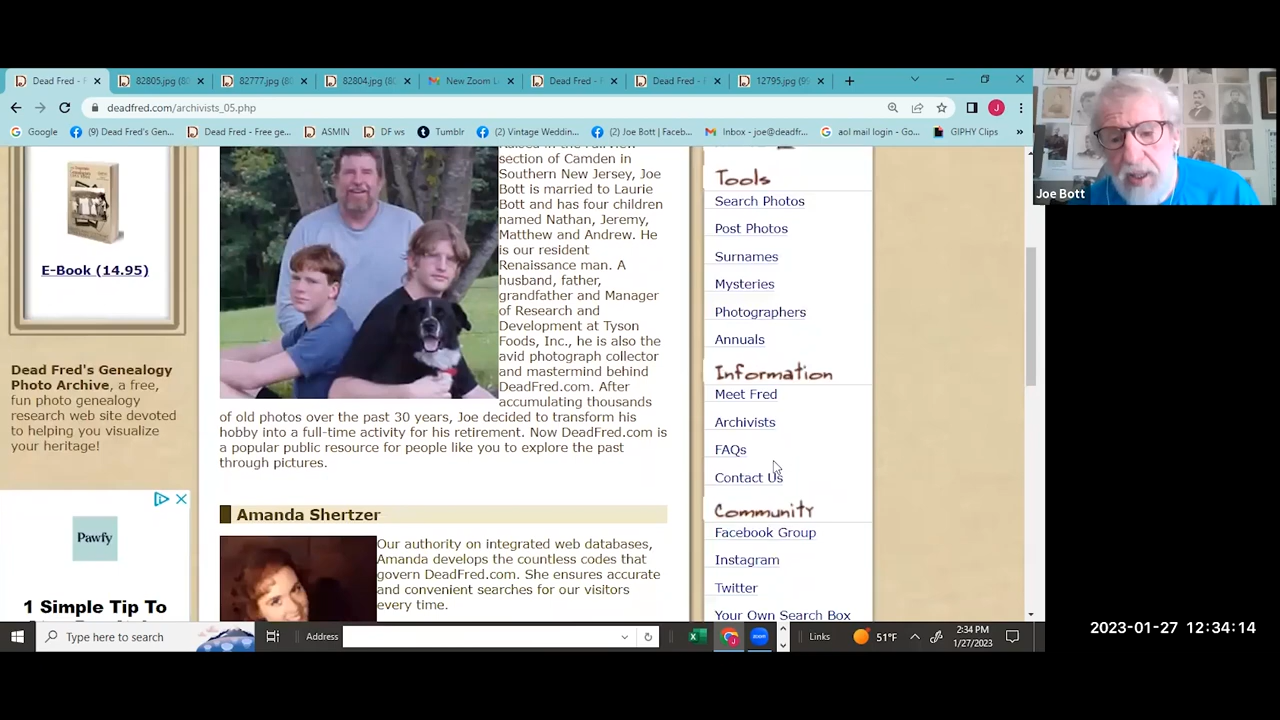 Dead Fred - F
82805.jpg (80
82777.jpg (80
82804.jpg (80
New Zoom L
Dead Fred - F
Dead Fred - F
12795.jpg (99
deadfred.com/archivists_05.php
J
Google
(9) Dead Fred's Gen...
Dead Fred - Free ge...
ASMIN
DF ws
Tumblr
(2) Vintage Weddin...
(2) Joe Bott | Faceb...
Inbox - joe@deadfr...
aol mail login - Go...
GIPHY Clips
E-Book (14.95)
Dead Fred's Genealogy
Photo Archive, a free,
fun photo genealogy
research web site devoted
to helping you visualize
your heritage!
Pawfy
1 Simple Tip To
section of Camden in
Southern New Jersey, Joe
Bott is married to Laurie
Bott and has four children
named Nathan, Jeremy,
Matthew and Andrew. He
is our resident
Renaissance man. A
husband, father,
grandfather and Manager
of Research and
Development at Tyson
Foods, Inc., he is also the
avid photograph collector
and mastermind behind
DeadFred.com. After
accumulating thousands
of old photos over the past 30 years, Joe decided to transform his
hobby into a full-time activity for his retirement. Now DeadFred.com is
a popular public resource for people like you to explore the past
through pictures.
Amanda Shertzer
Our authority on integrated web databases,
Amanda develops the countless codes that
govern DeadFred.com. She ensures accurate
and convenient searches for our visitors
every time.
Tools
Search Photos
Post Photos
Surnames
Mysteries
Photographers
Annuals
Information
Meet Fred
Archivists
FAQs
Contact Us
Community
Facebook Group
Instagram
Twitter
Your Own Search Box
Joe Bott
Type here to search
Address
zoom
Links
51°F
2:34 PM
1/27/2023
2023-01-27 12:34:14